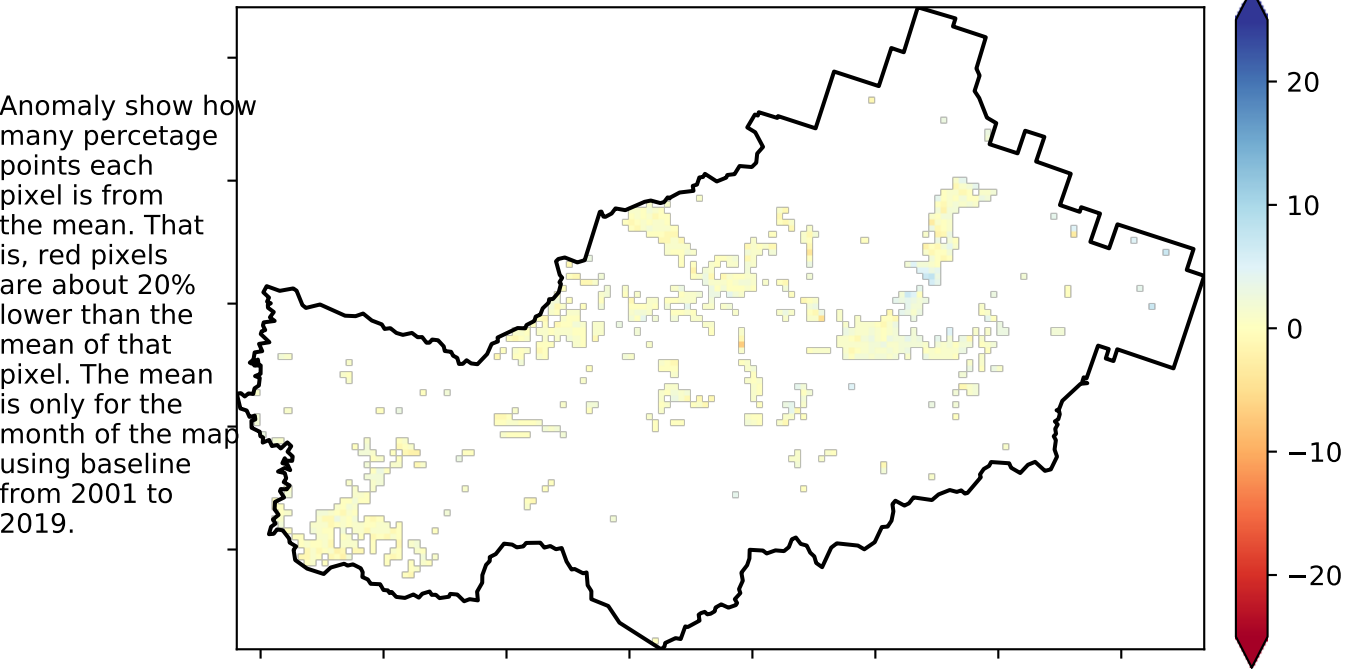 Anomaly show how
many percetage
points each
pixel is from
the mean. That
is, red pixels
are about 20%
lower than the
mean of that
pixel. The mean
is only for the
month of the map
using baseline
from 2001 to
2019.
20
10
0
−10
−20